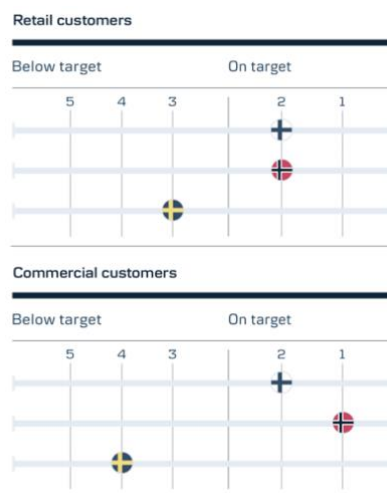 Retail customers
Below target On target
5 4 3 2 1
Commercial customers
Below target On target
5 4 3 2 1